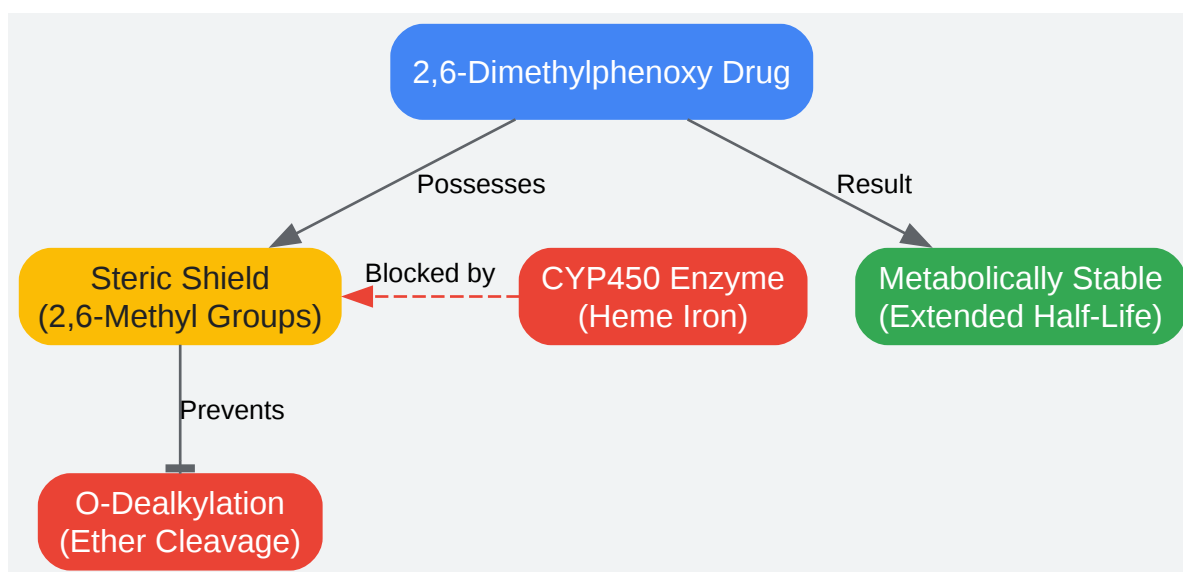 2,6-Dimethylphenoxy Drug
Possesses
Result
Steric Shield
(2,6-Methyl Groups)
Blocked by
CYP450 Enzyme
(Heme Iron)
Metabolically Stable
(Extended Half-Life)
Prevents
O-Dealkylation
(Ether Cleavage)